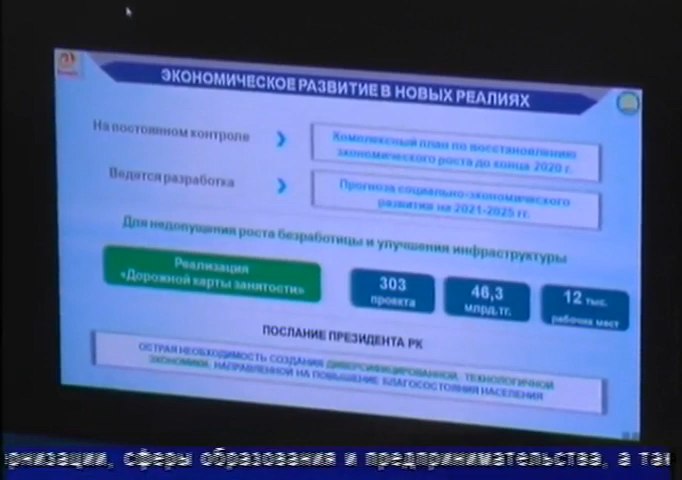 ЭКОНОМИЧЕСКОЕ РАЗВИТИЕ В НОВЫХ РЕАЛИЯХ
На постоянном контроле
Комплексный план по восстановлению
экономического роста до конца 2020 г.
Ведется разработка
Прогноза социально-экономического
развития на 2021-2025 гг.
Для недопущения роста безработицы и улучшения инфраструктуры
Реализация
«Дорожной карты занятости»
303
проекта
46,3
млрд.тг.
12 тыс.
рабочих мест
ПОСЛАНИЕ ПРЕЗИДЕНТА РК
ОСТРАЯ НЕОБХОДИМОСТЬ СОЗДАНИЯ ДИВЕРСИФИЦИРОВАННОЙ, ТЕХНОЛОГИЧНОЙ
ЭКОНОМИКИ, НАПРАВЛЕННОЙ НА ПОВЫШЕНИЕ БЛАГОСОСТОЯНИЯ НАСЕЛЕНИЯ
рнизации, сферы образования и предпринимательства, а так